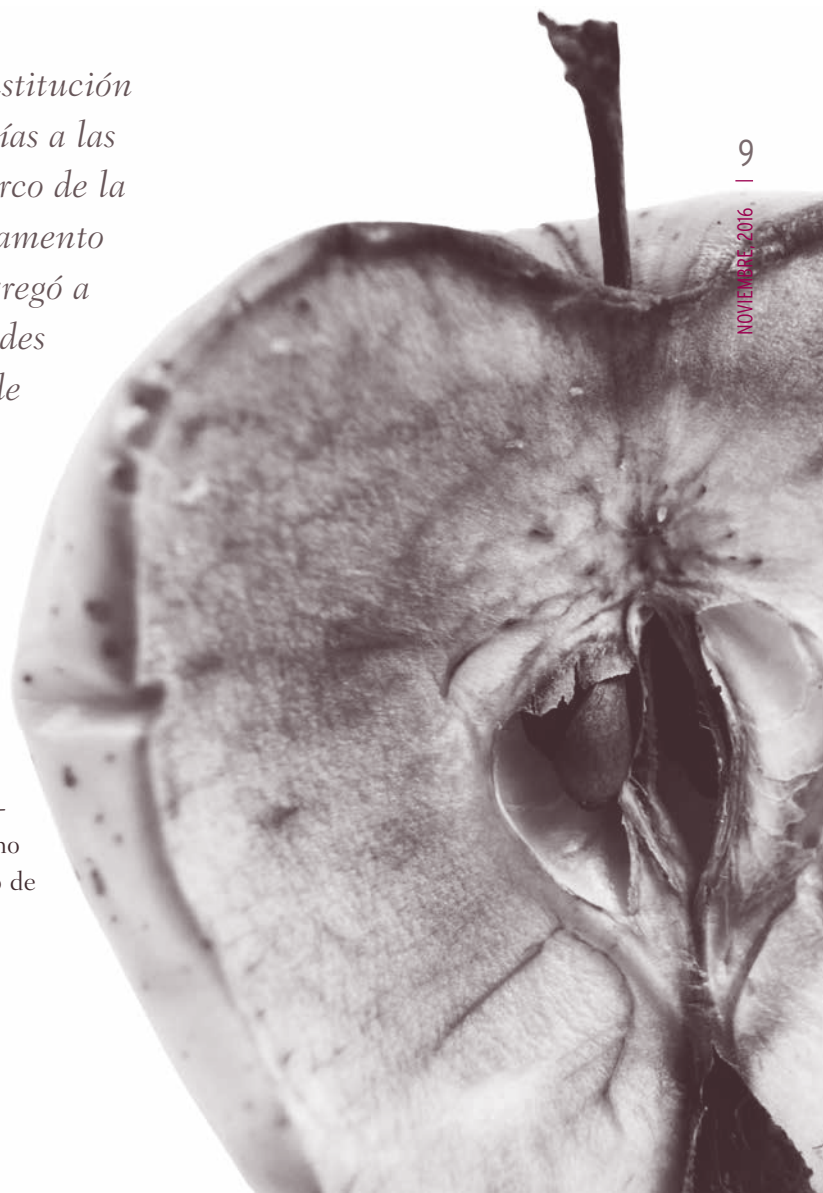 stitución
ías a las
rco de la
amento
regó a
des
le
-
no
o de
9
NOVIEMBRE 2016